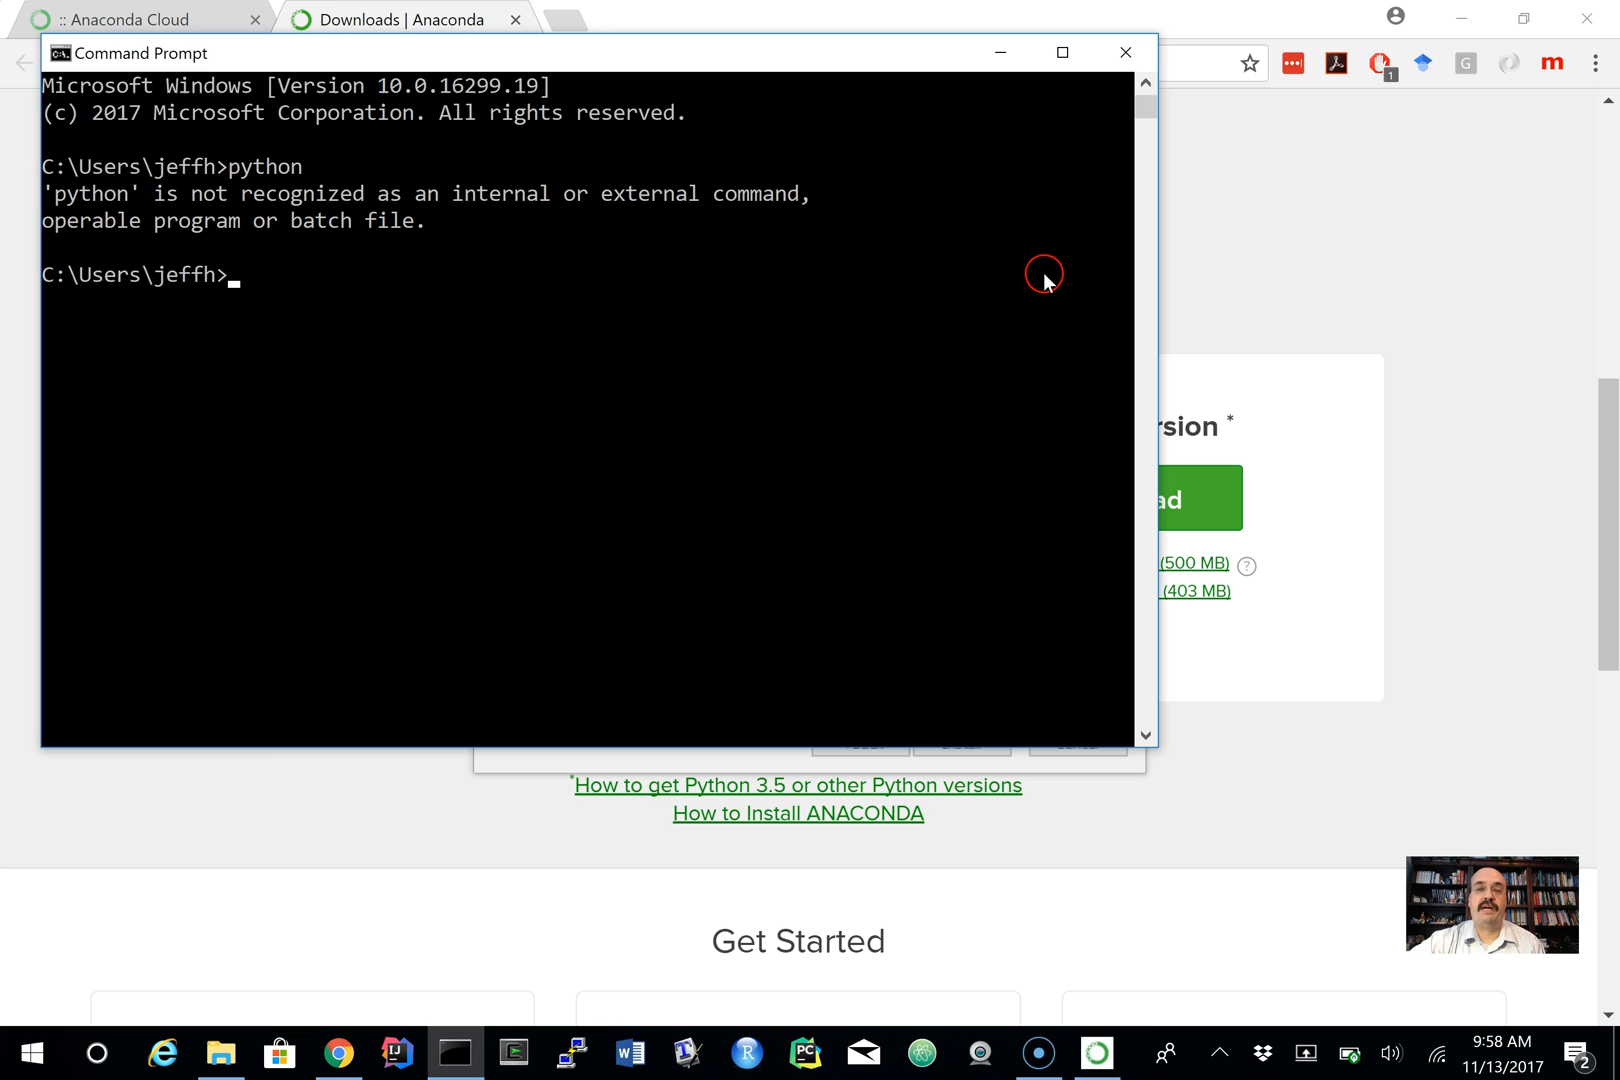 :: Anaconda Cloud
Downloads | Anaconda
Command Prompt
1
G
m
Microsoft Windows [Version 10.0.16299.19]
(c) 2017 Microsoft Corporation. All rights reserved.
C:\Users\jeffh>python
'python' is not recognized as an internal or external command,
operable program or batch file.
C:\Users\jeffh>
rsion *
ad
(500 MB) ?
(403 MB)
*How to get Python 3.5 or other Python versions
How to Install ANACONDA
Get Started
9:58 AM
11/13/2017
2